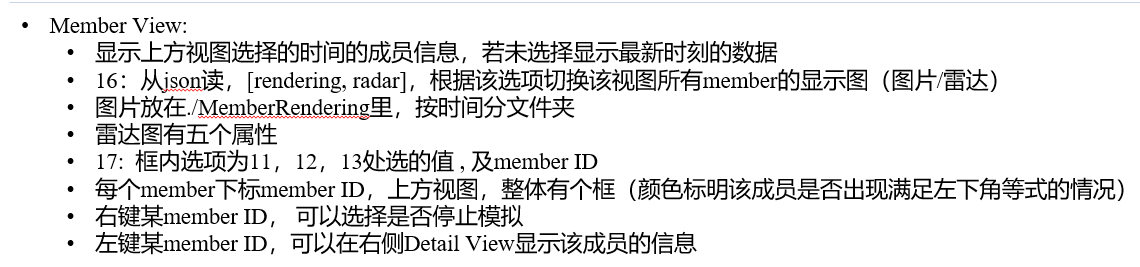 • Member View:
• 显示上方视图选择的时间的成员信息，若未选择显示最新时刻的数据
• 16：从json读，[rendering, radar]，根据该选项切换该视图所有member的显示图（图片/雷达）
• 图片放在./MemberRendering里，按时间分文件夹
• 雷达图有五个属性
• 17: 框内选项为11，12，13处选的值 , 及member ID
• 每个member下标member ID，上方视图，整体有个框（颜色标明该成员是否出现满足左下角等式的情况）
• 右键某member ID， 可以选择是否停止模拟
• 左键某member ID，可以在右侧Detail View显示该成员的信息